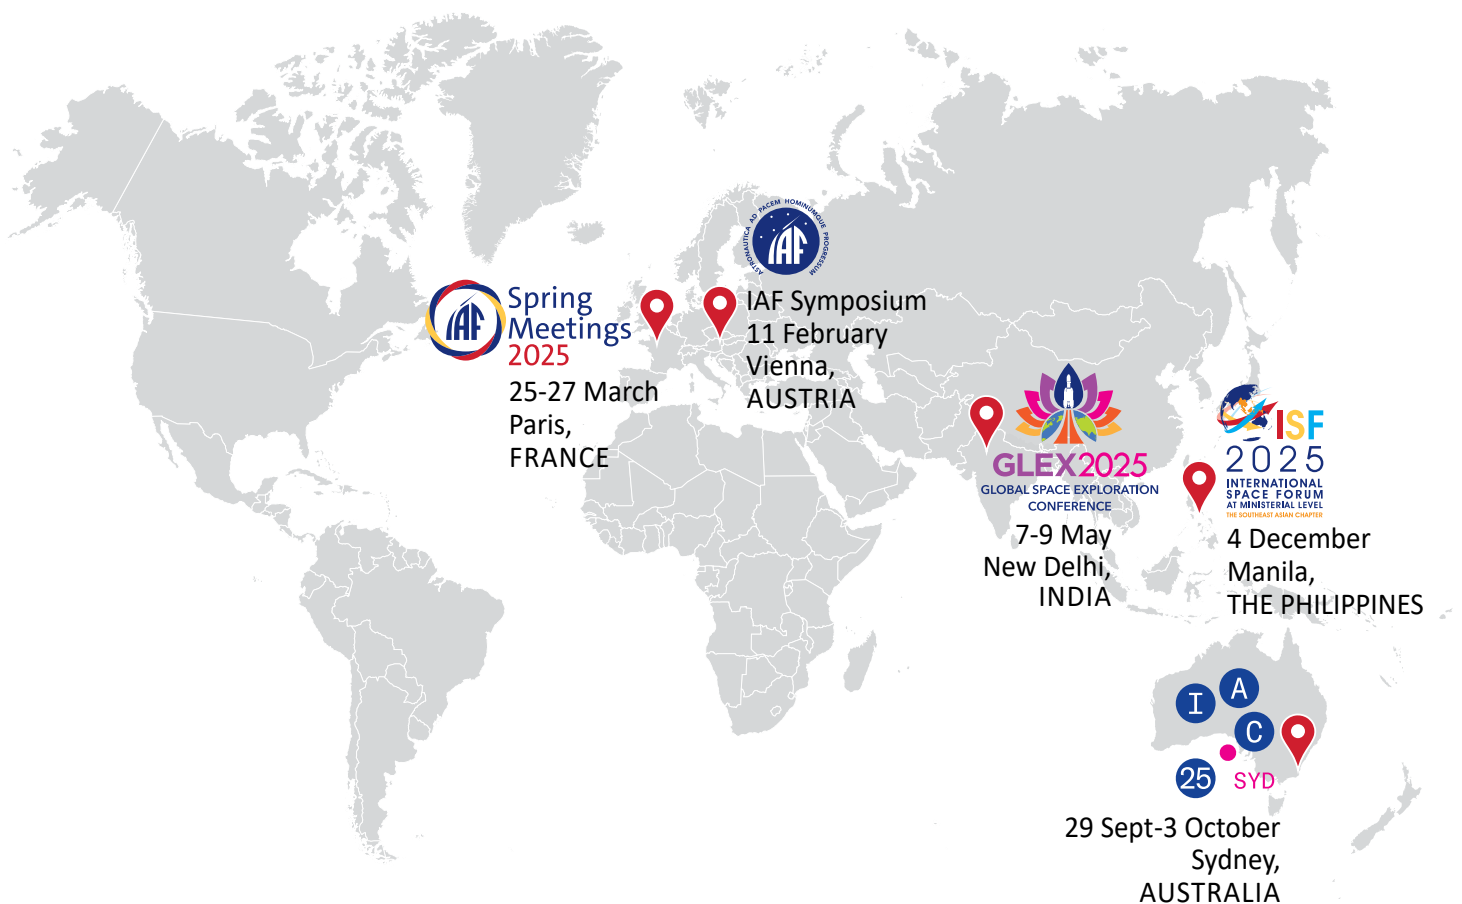 IAF
Spring
Meetings
2025
25-27 March
Paris,
FRANCE
ASTRONAUTICA AD PACEM HOMINUMQUE PROGRESSUM
IAF
IAF Symposium
11 February
Vienna,
AUSTRIA
GLEX2025
GLOBAL SPACE EXPLORATION
CONFERENCE
7-9 May
New Delhi,
INDIA
ISF
2025
INTERNATIONAL
SPACE FORUM
AT MINISTERIAL LEVEL
THE SOUTHEAST ASIAN CHAPTER
4 December
Manila,
THE PHILIPPINES
I A
C
25 SYD
29 Sept-3 October
Sydney,
AUSTRALIA